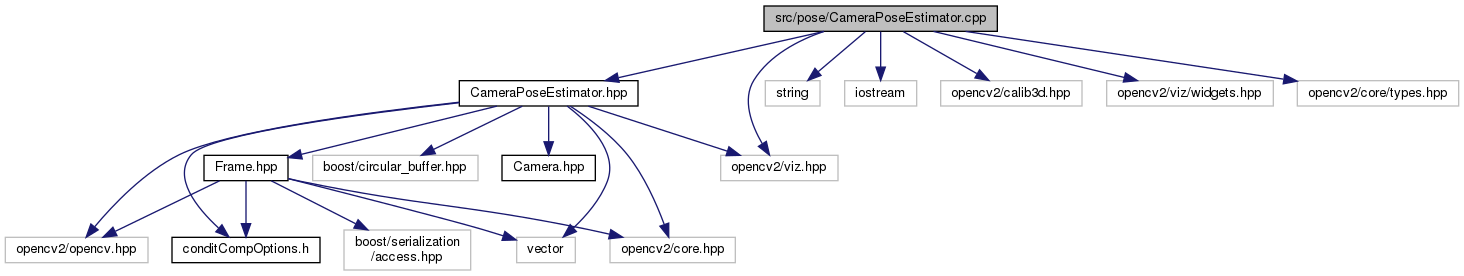 src/pose/CameraPoseEstimator.cpp
CameraPoseEstimator.hpp
string
iostream
opencv2/calib3d.hpp
opencv2/viz/widgets.hpp
opencv2/core/types.hpp
Frame.hpp
boost/circular_buffer.hpp
Camera.hpp
opencv2/viz.hpp
opencv2/opencv.hpp
conditCompOptions.h
boost/serialization
/access.hpp
vector
opencv2/core.hpp